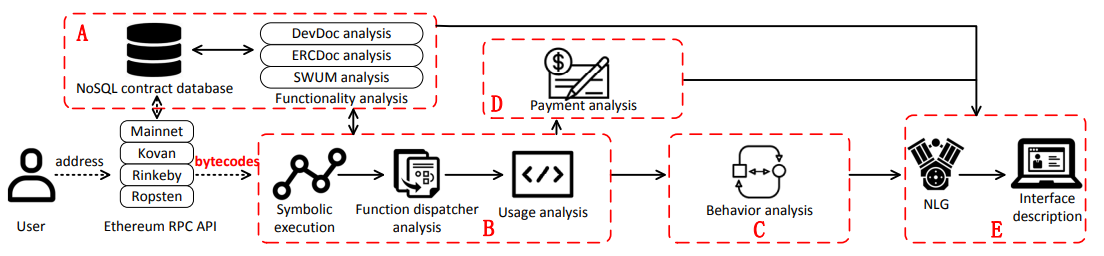 A
NoSQL contract database
DevDoc analysis
ERCDoc analysis
SWUM analysis
Functionality analysis
D
Payment analysis
User
address
Mainnet
Kovan
Rinkeby
Ropsten
Ethereum RPC API
bytecodes
Symbolic
execution
Function dispatcher
analysis
Usage analysis
B
Behavior analysis
C
NLG
Interface
description
E